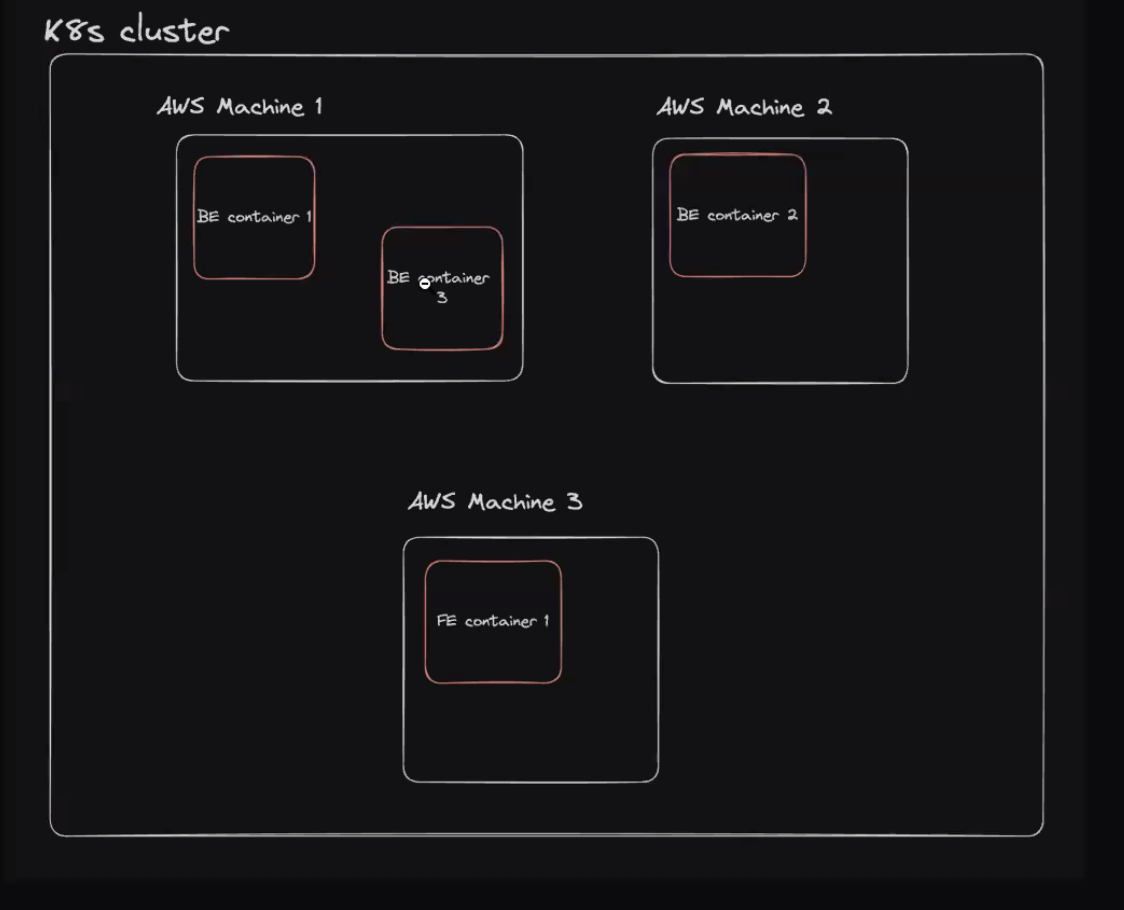 K8s cluster
AWS Machine 1
AWS Machine 2
BE container 1
BE container 2
BE container
3
AWS Machine 3
FE container 1